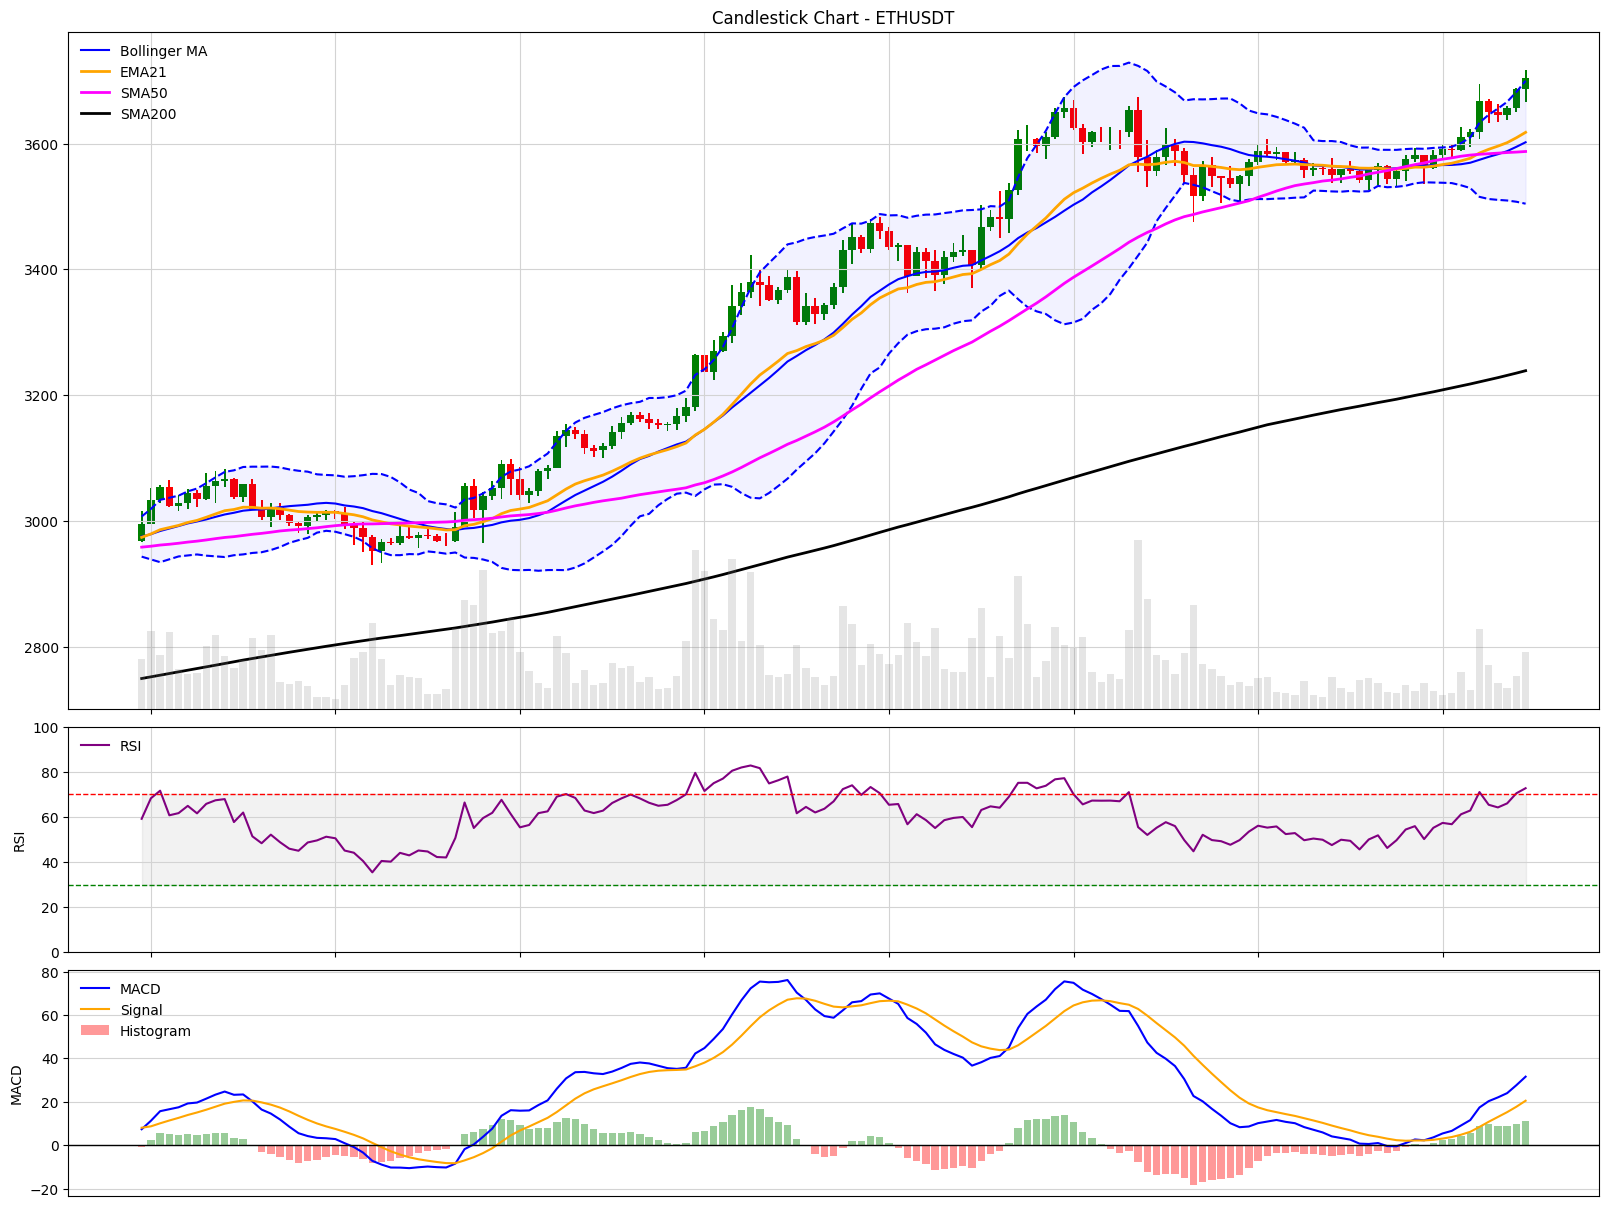 Candlestick Chart - ETHUSDT
Bollinger MA
EMA21
SMA50
SMA200
3600
3400
3200
3000
2800
100
RSI
80
60
40
20
0
RSI
80
MACD
Signal
Histogram
60
40
20
0
−20
MACD